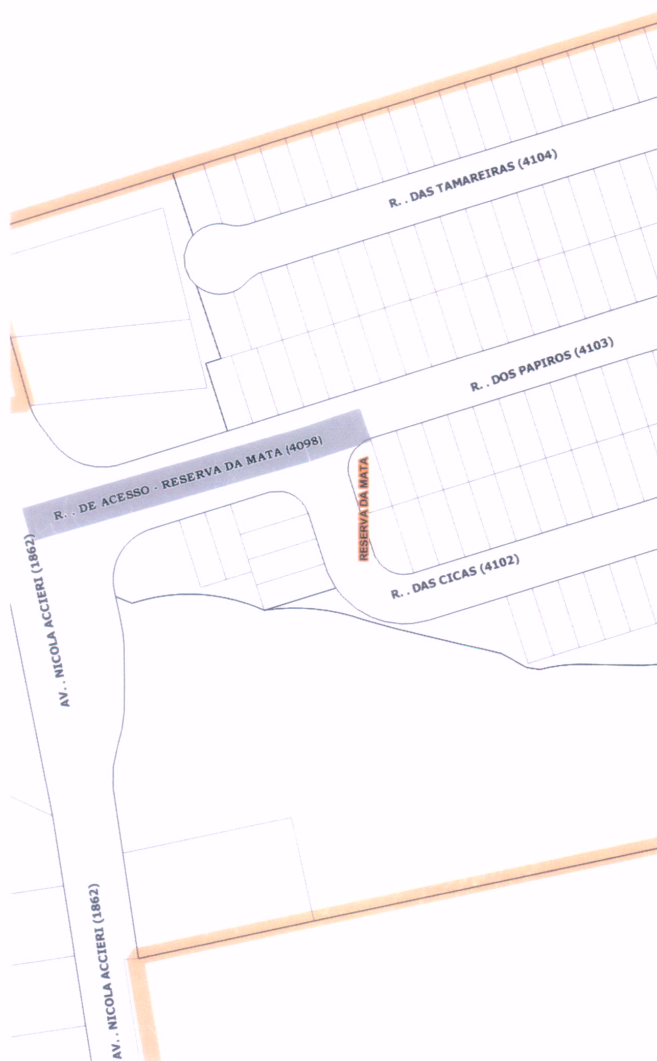 R. . DAS TAMAREIRAS (4104)
R. . DOS PAPIROS (4103)
R. . DE ACESSO - RESERVA DA MATA (4098)
RESERVA DA MATA
R. . DAS CICAS (4102)
AV. . NICOLA ACCIERI (1862)
AV. . NICOLA ACCIERI (1862)